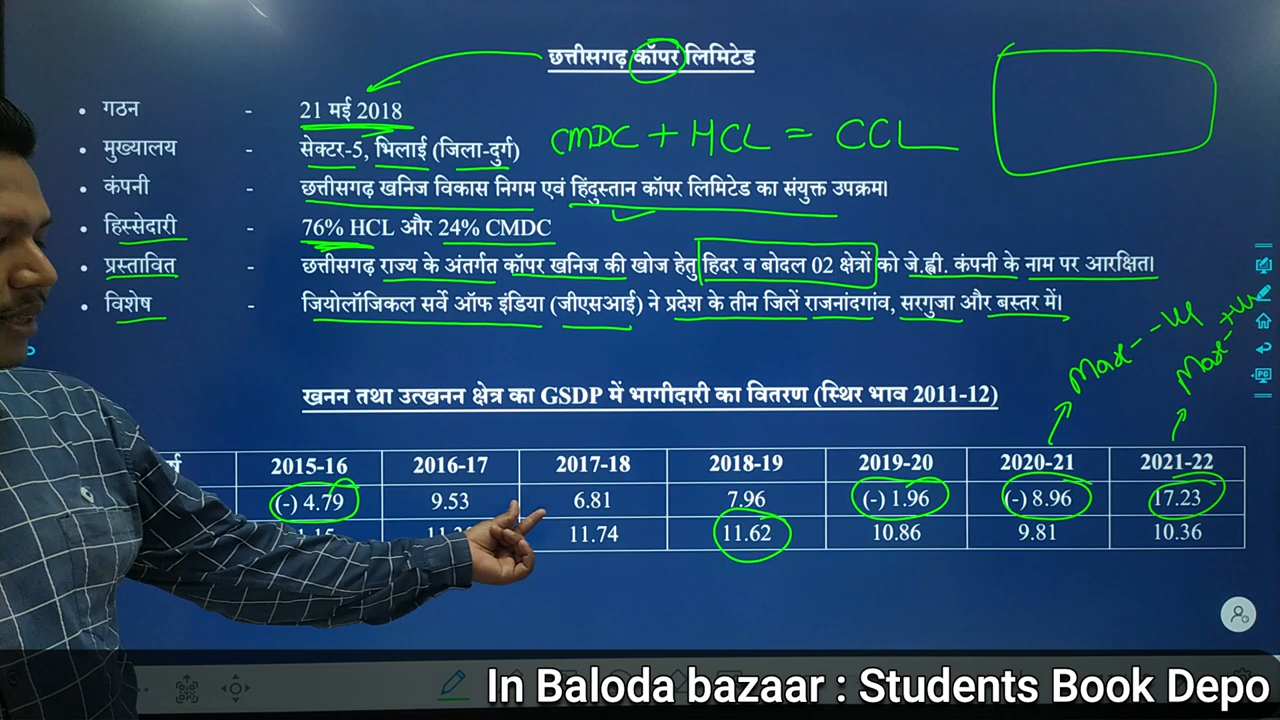 छत्तीसगढ़ कॉपर लिमिटेड
• गठन - 21 मई 2018
• मुख्यालय - सेक्टर-5, भिलाई (जिला-दुर्ग)
CMDC + HCL = CCL
• कंपनी - छत्तीसगढ़ खनिज विकास निगम एवं हिंदुस्तान कॉपर लिमिटेड का संयुक्त उपक्रम।
• हिस्सेदारी - 76% HCL और 24% CMDC
• प्रस्तावित - छत्तीसगढ़ राज्य के अंतर्गत कॉपर खनिज की खोज हेतु हिदर व बोदल 02 क्षेत्रों को जे.ह्वी. कंपनी के नाम पर आरक्षित।
• विशेष - जियोलॉजिकल सर्वे ऑफ इंडिया (जीएसआई) ने प्रदेश के तीन जिलें राजनांदगांव, सरगुजा और बस्तर में।
खनन तथा उत्खनन क्षेत्र का GSDP में भागीदारी का वितरण (स्थिर भाव 2011-12)
2015-16 2016-17 2017-18 2018-19 2019-20 2020-21 2021-22
(-) 4.79 9.53 6.81 7.96 (-) 1.96 (-) 8.96 17.23
11.74 11.62 10.86 9.81 10.36
In Baloda bazaar : Students Book Depo